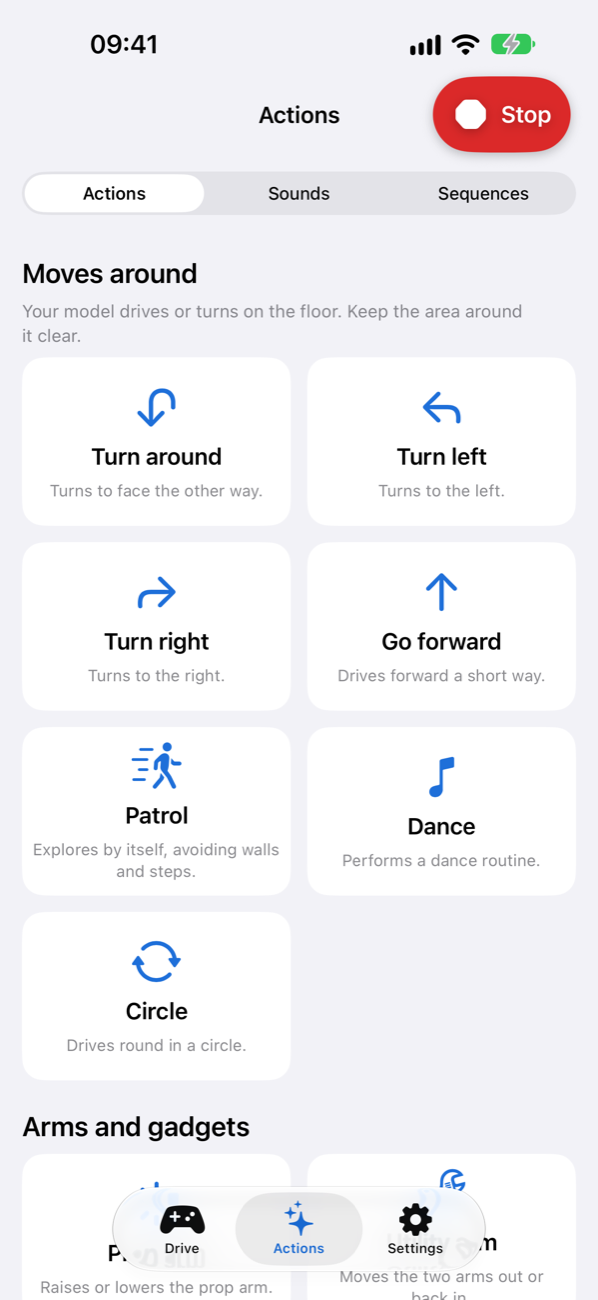 09:41
Actions
Stop
Actions
Sounds
Sequences
Moves around
Your model drives or turns on the floor. Keep the area around
it clear.
Turn around
Turns to face the other way.
Turn left
Turns to the left.
Turn right
Turns to the right.
Go forward
Drives forward a short way.
Patrol
Explores by itself, avoiding walls
and steps.
Dance
Performs a dance routine.
Circle
Drives round in a circle.
Arms and gadgets
Raises or lowers the prop arm.
Moves the two arms out or
back in
Drive
Actions
Settings